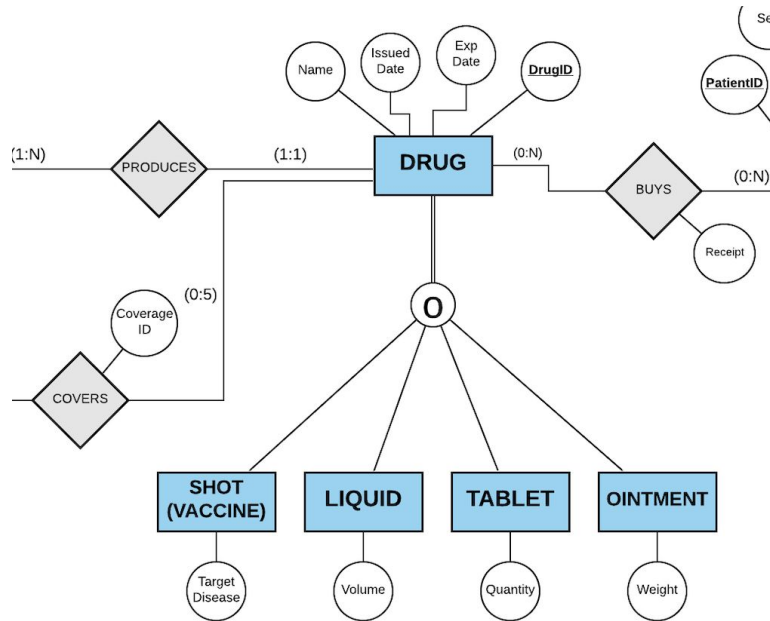 Se
Exp
Date
Issued
Date
Name
DrugID
PatientID
(1:N)
PRODUCES
(1:1)
DRUG
(0:N)
BUYS
(0:N)
Receipt
(0:5)
Coverage
ID
O
COVERS
SHOT
(VACCINE)
LIQUID
TABLET
OINTMENT
Target
Disease
Volume
Quantity
Weight